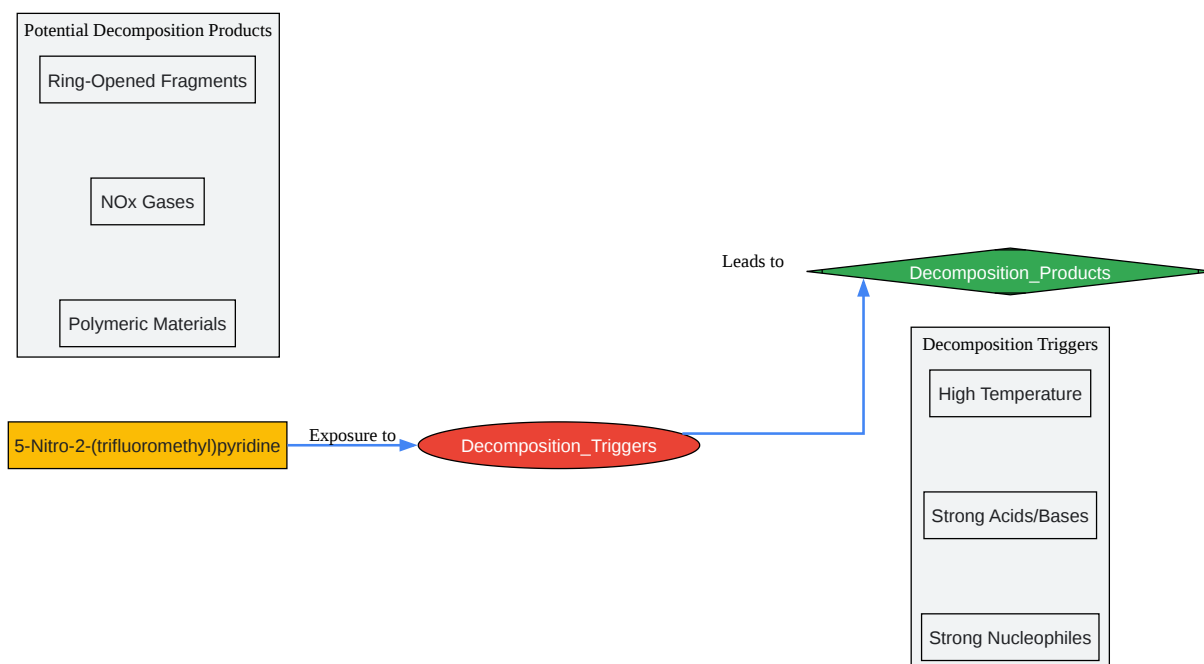 Potential Decomposition Products
Ring-Opened Fragments
NOx Gases
Polymeric Materials
5-Nitro-2-(trifluoromethyl)pyridine
Exposure to
Decomposition_Triggers
Leads to
Decomposition_Products
Decomposition Triggers
High Temperature
Strong Acids/Bases
Strong Nucleophiles